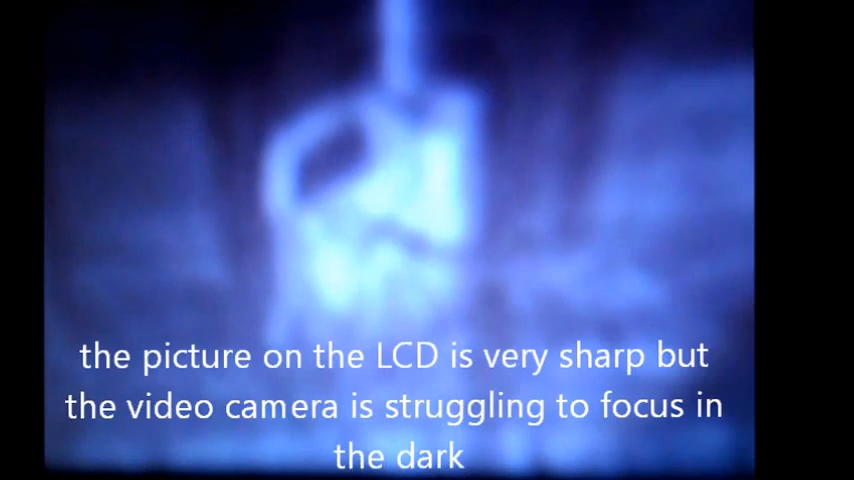 the picture on the LCD is very sharp but
the video camera is struggling to focus in
the dark